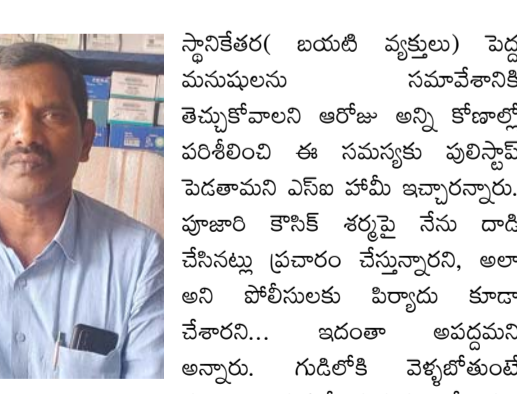 స్థానికేతర( బయటి వ్యక్తులు) పెద్ద
మనుషులను సమావేశానికి
తెచ్చుకోవాలని ఆరోజు అన్ని కోణాల్లో
పరిశీలించి ఈ సమస్యకు పులిస్టాప్
పెడతామని ఎస్ఐ హామీ ఇచ్చారన్నారు.
పూజారి కౌసిక్ శర్మపై నేను దాడి
చేసినట్లు ప్రచారం చేస్తున్నారని, అలా
అని పోలీసులకు పిర్యాదు కూడా
చేశారని... ఇదంతా అపద్దమని
అన్నారు. గుడిలోకి వెళ్ళబోతుంటే